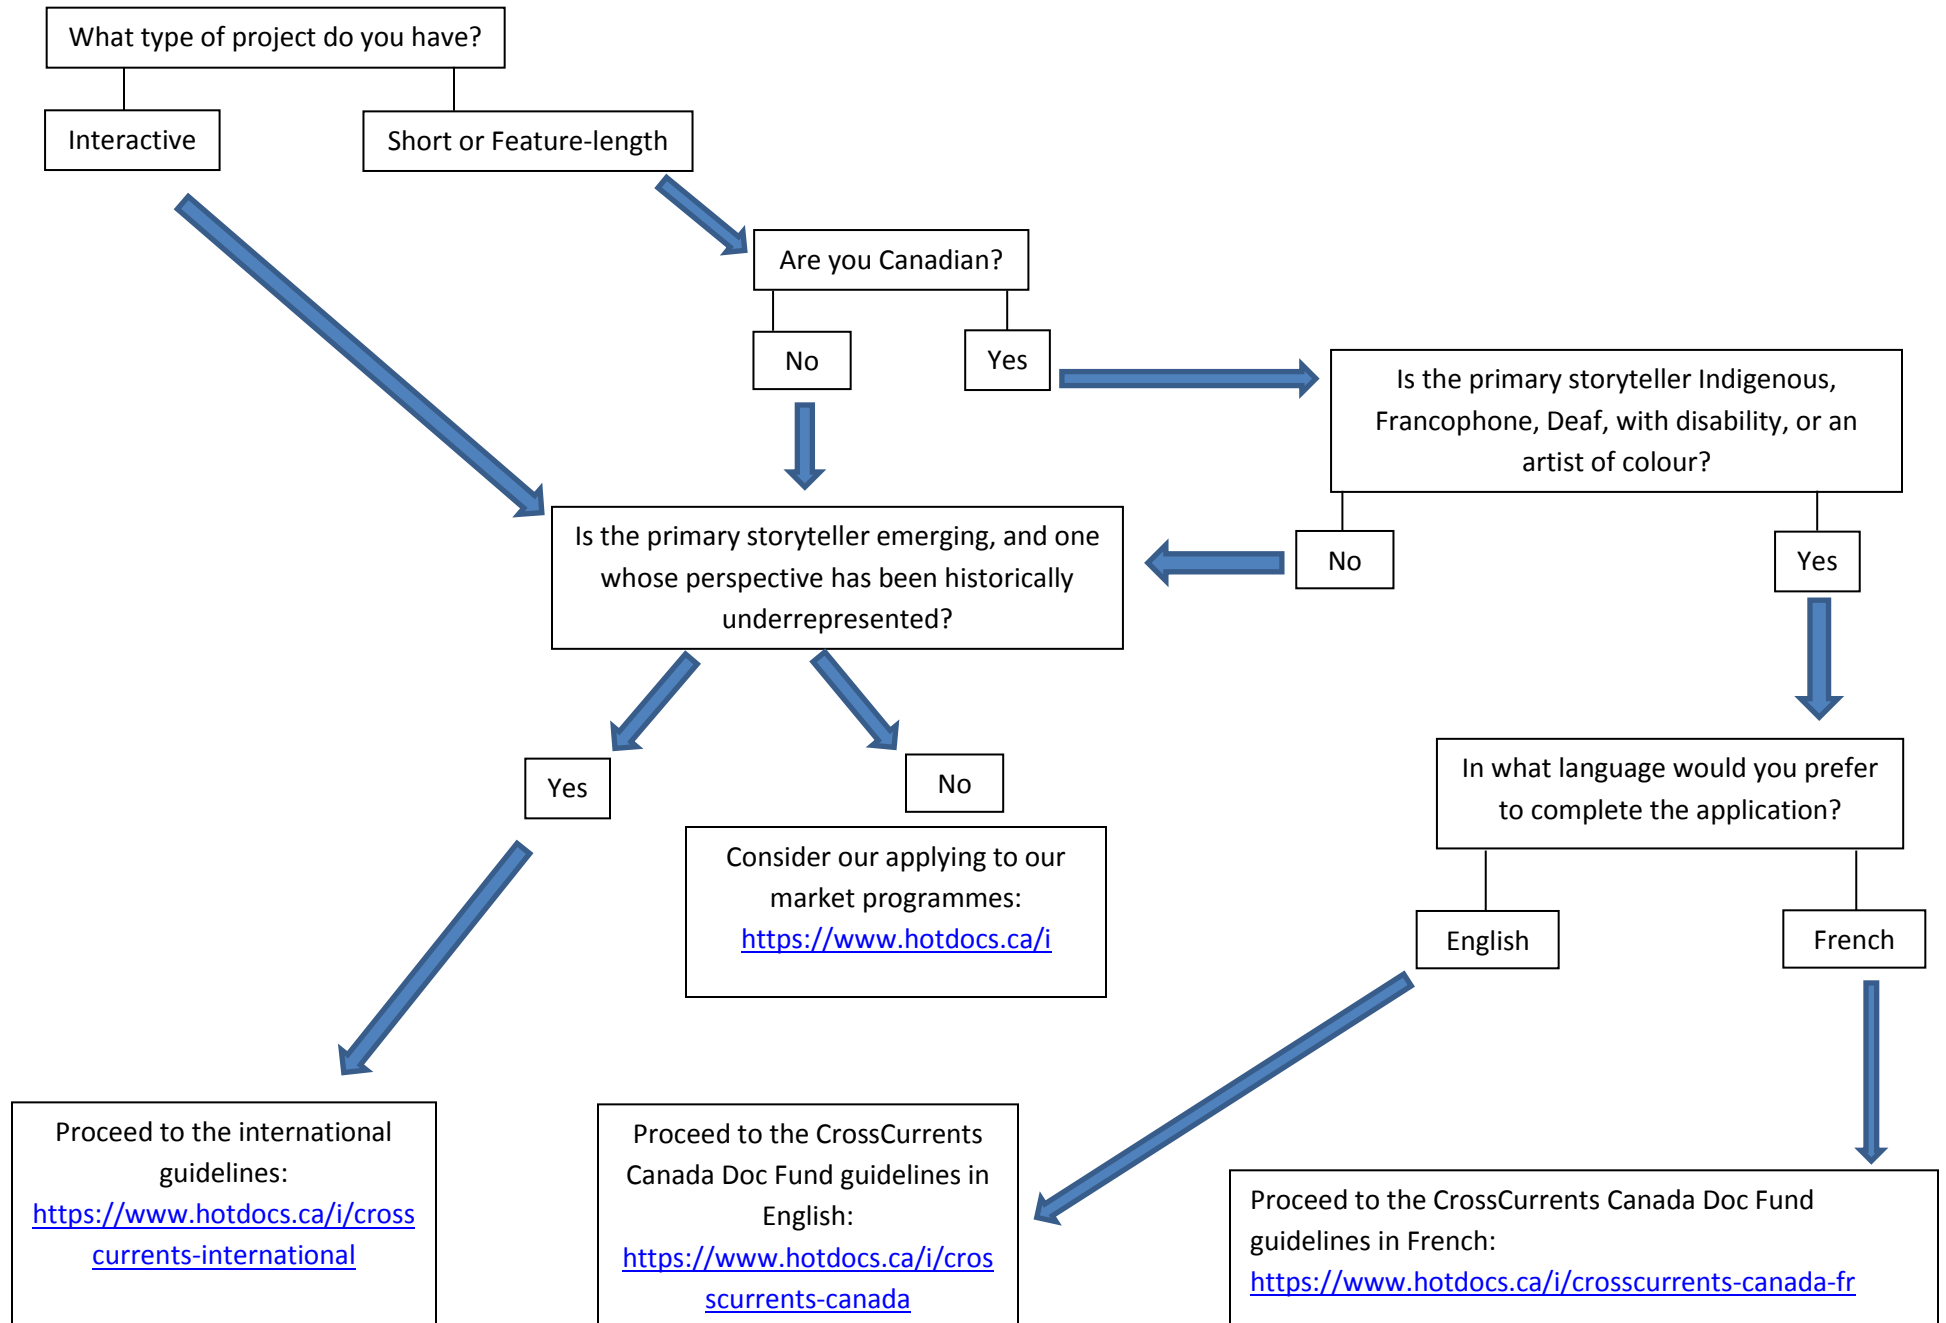 What type of project do you have?
Interactive
Short or Feature-length
Are you Canadian?
No
Yes
Is the primary storyteller Indigenous,
Francophone, Deaf, with disability, or an
artist of colour?
No
Yes
Is the primary storyteller emerging, and one
whose perspective has been historically
underrepresented?
Yes
No
Consider our applying to our
market programmes:
https://www.hotdocs.ca/i
In what language would you prefer
to complete the application?
English
French
Proceed to the international
guidelines:
https://www.hotdocs.ca/i/cross
currents-international
Proceed to the CrossCurrents
Canada Doc Fund guidelines in
English:
https://www.hotdocs.ca/i/cros
scurrents-canada
Proceed to the CrossCurrents Canada Doc Fund
guidelines in French:
https://www.hotdocs.ca/i/crosscurrents-canada-fr